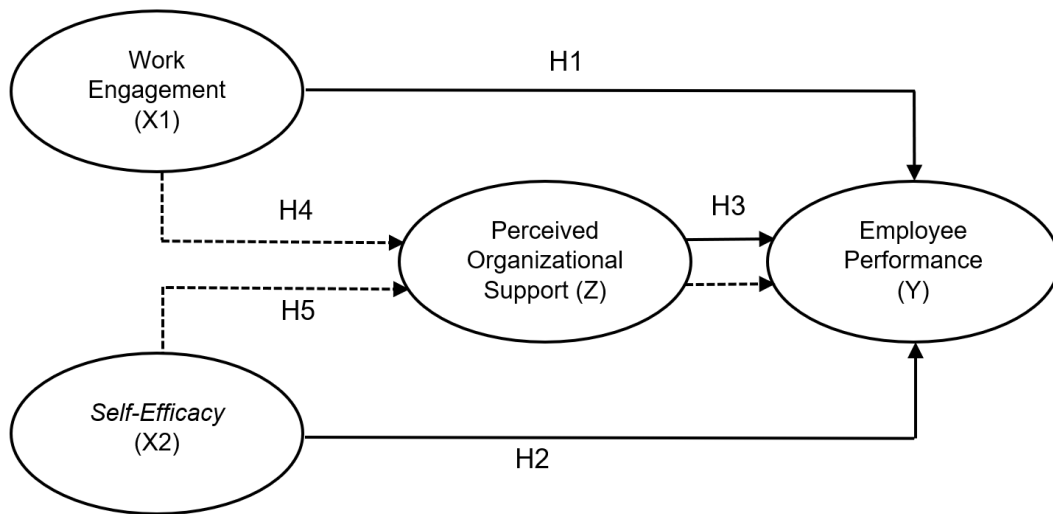 Work
Engagement
(X1)
H1
H4
Perceived
Organizational
Support (Z)
H3
Employee
Performance
(Y)
H5
Self-Efficacy
(X2)
H2